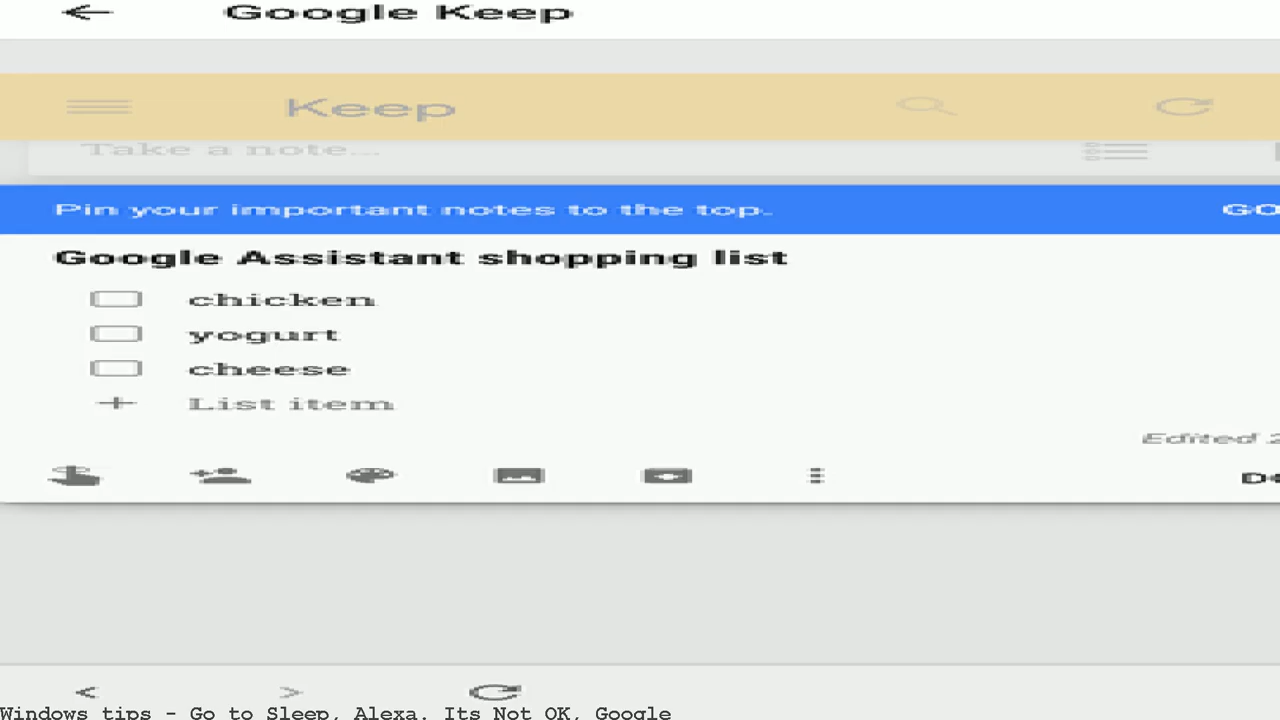 Google Keep
Keep
Take a note...
Pin your important notes to the top.
Google Assistant shopping list
chicken
yogurt
cheese
List item
Edited
Windows tips - Go to Sleep, Alexa. Its Not OK, Google